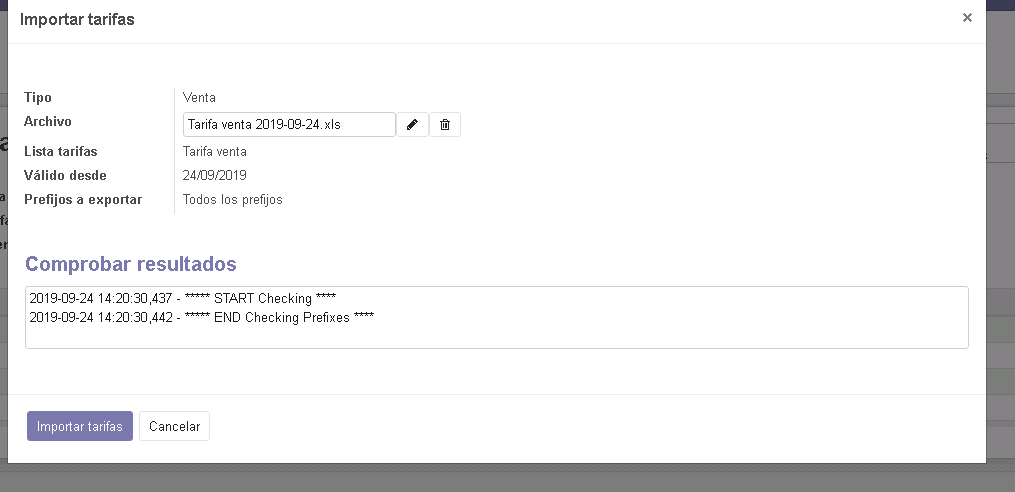 Importar tarifas ×
Tipo Venta
Archivo Tarifa venta 2019-09-24.xls
Lista tarifas Tarifa venta
Válido desde 24/09/2019
Prefijos a exportar Todos los prefijos
Comprobar resultados
2019-09-24 14:20:30,437 - ***** START Checking ****
2019-09-24 14:20:30,442 - ***** END Checking Prefixes ****
Importar tarifas Cancelar